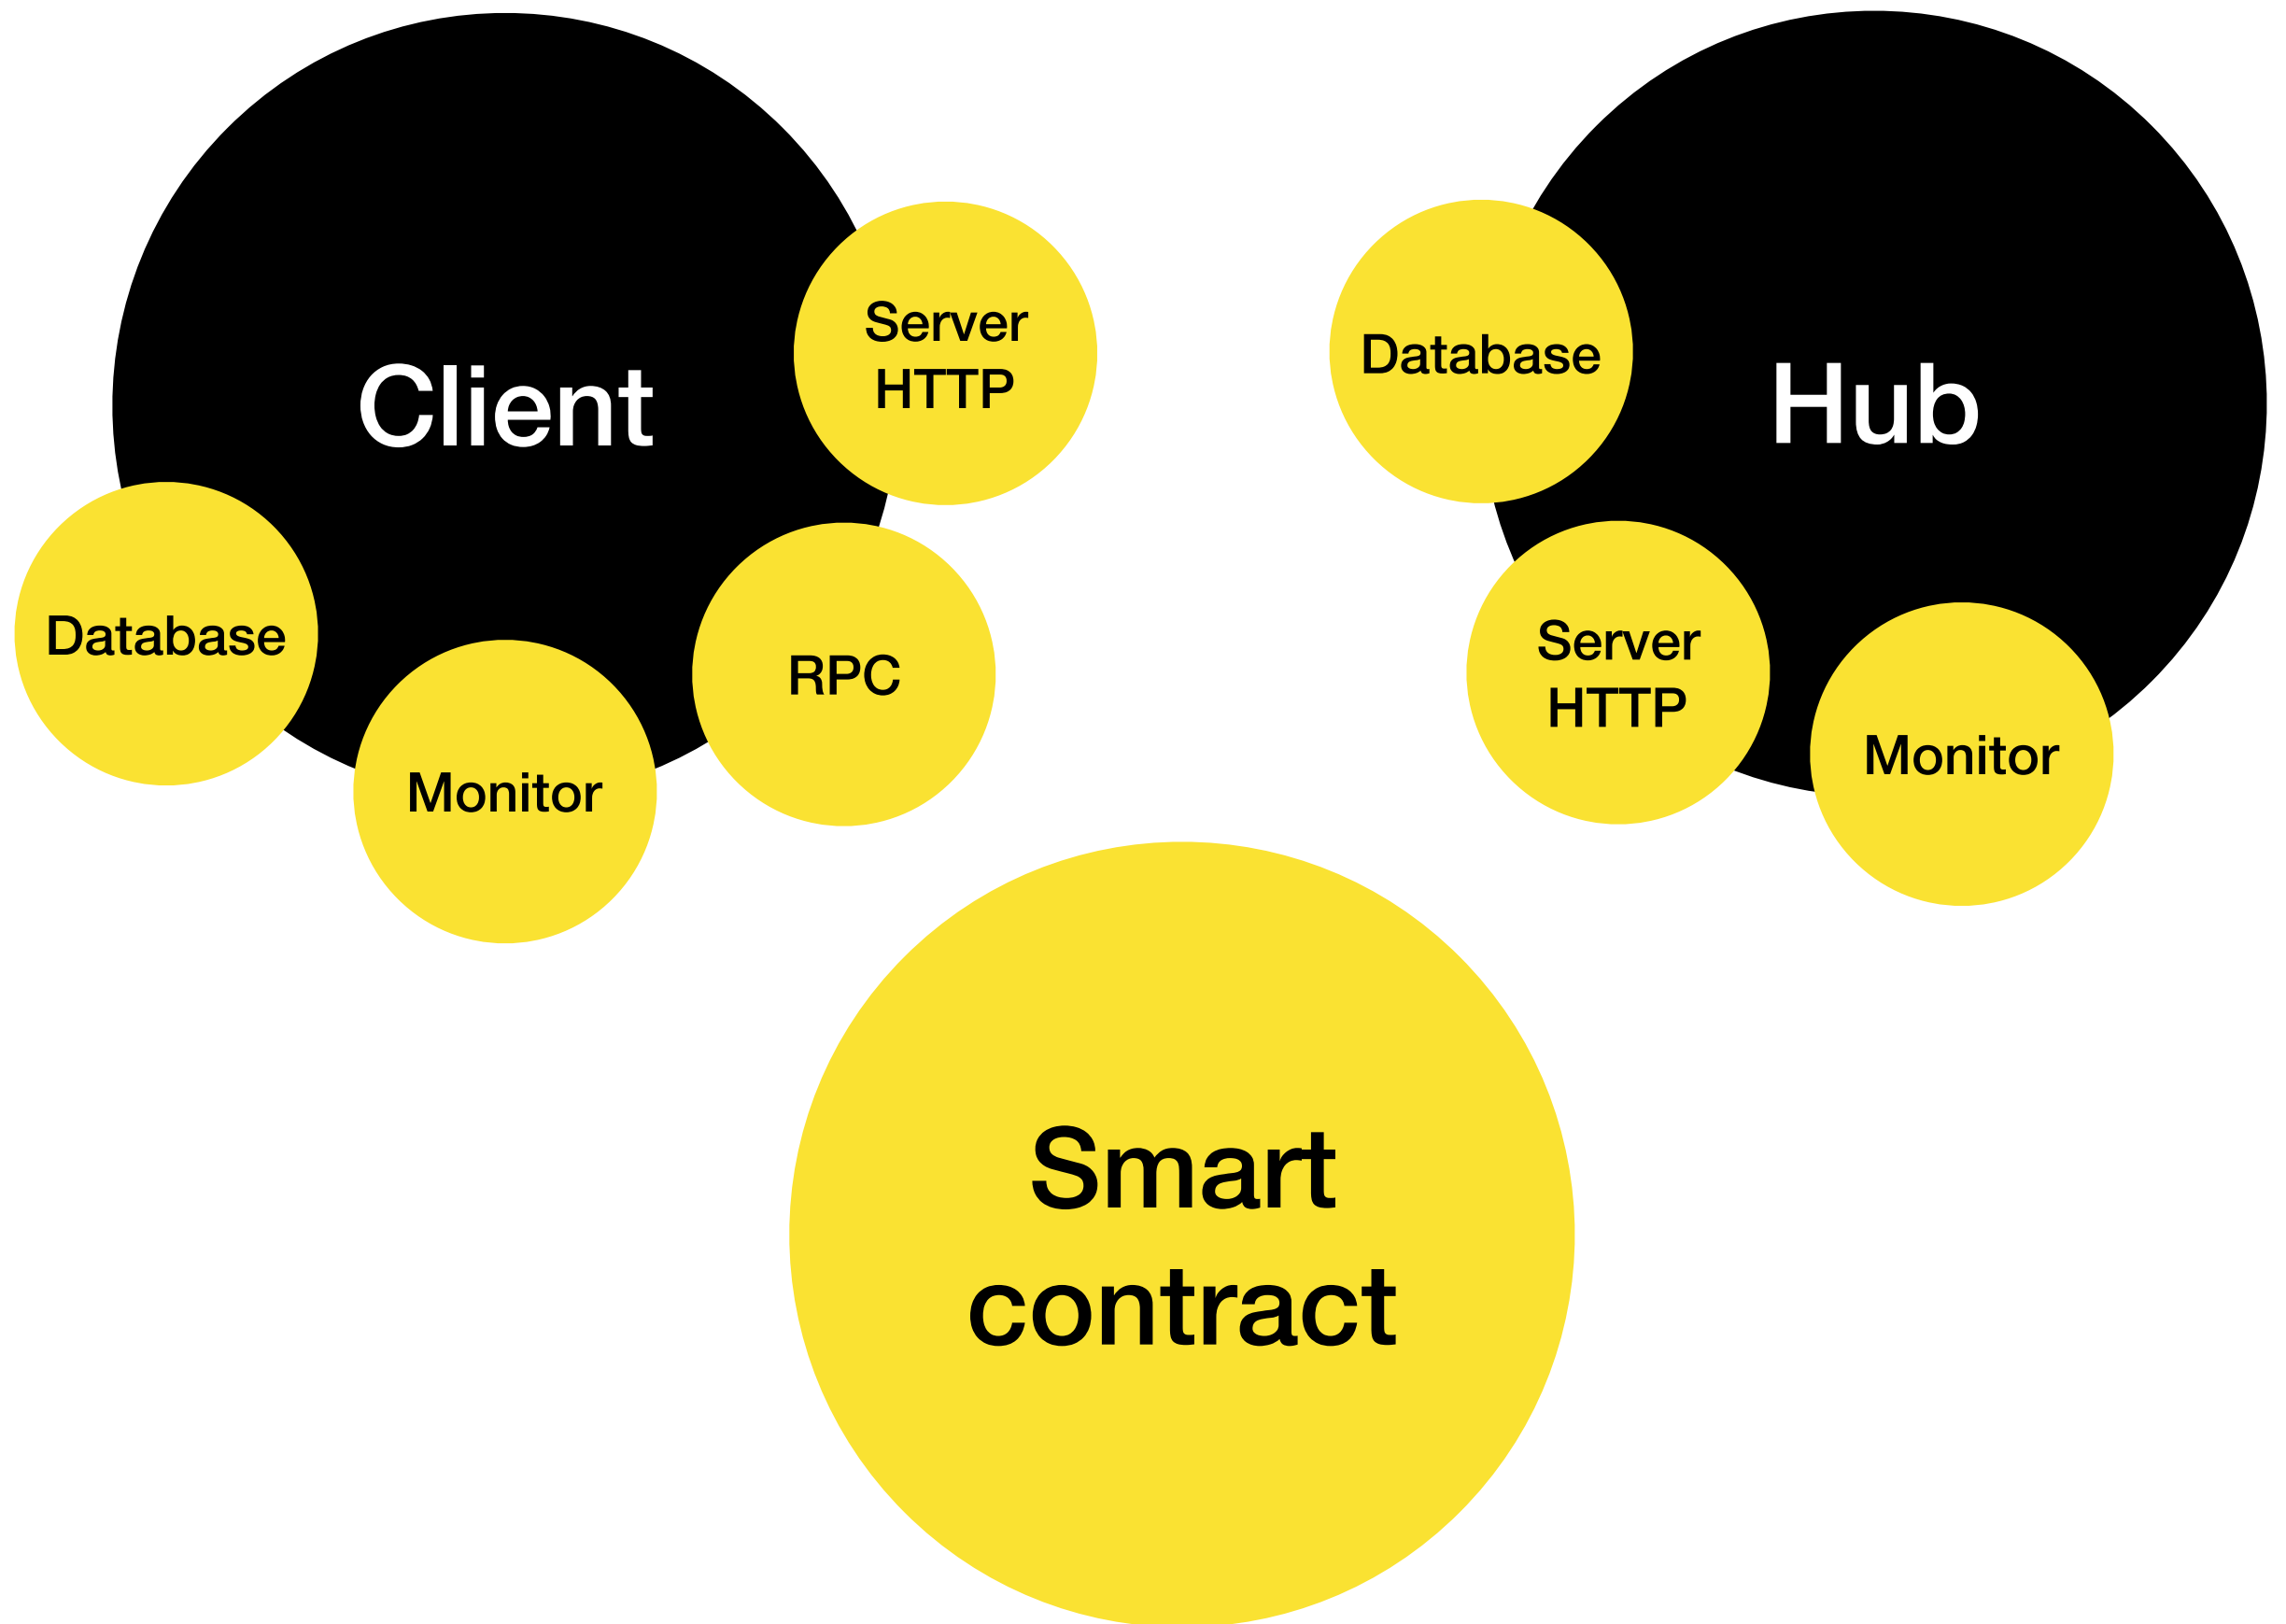 Client
Server
HTTP
Database
Monitor
RPC
Hub
Database
Server
HTTP
Monitor
Smart
contract